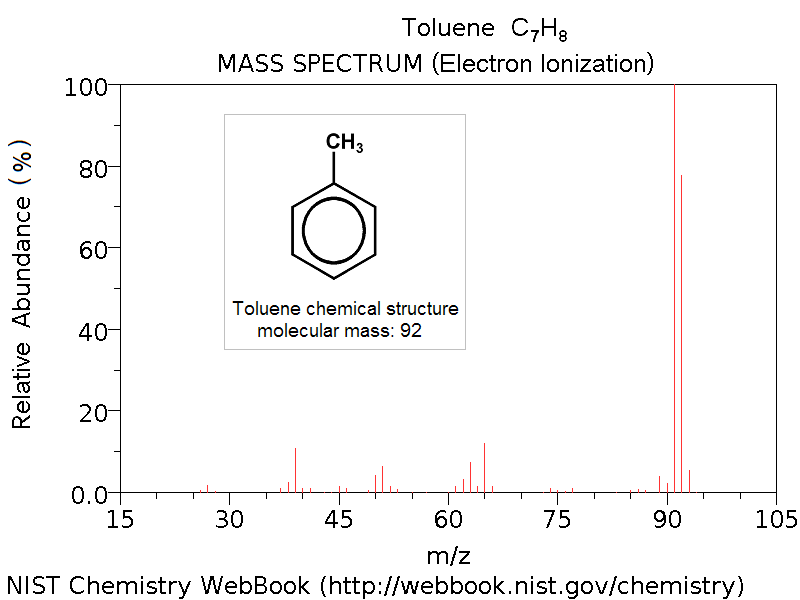 Toluene C7H8
MASS SPECTRUM (Electron Ionization)
Relative Abundance (%)
100
80
60
40
20
0.0
CH3
Toluene chemical structure
molecular mass: 92
15 30 45 60 75 90 105
m/z
NIST Chemistry WebBook (http://webbook.nist.gov/chemistry)